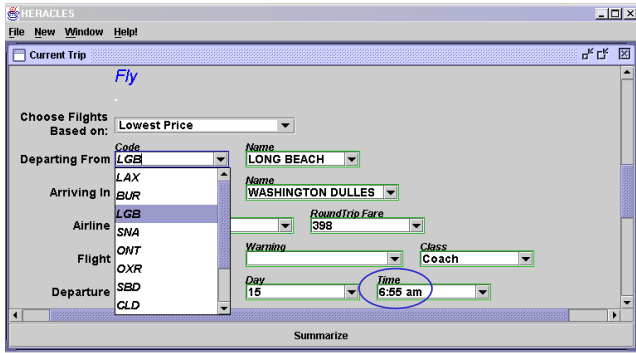 HERACLES
File New Window Help!
Current Trip
Fly
Choose Filghts
Based on: Lowest Price
Code Name
Departing From LGB LONG BEACH
LAX Name
Arriving In BUR WASHINGTON DULLES
LGB RoundTrip Fare
Airline SNA 398
ONT Warning Class
Flight OXR Coach
SBD Day Time
Departure CLD 15 6:55 am
Summarize